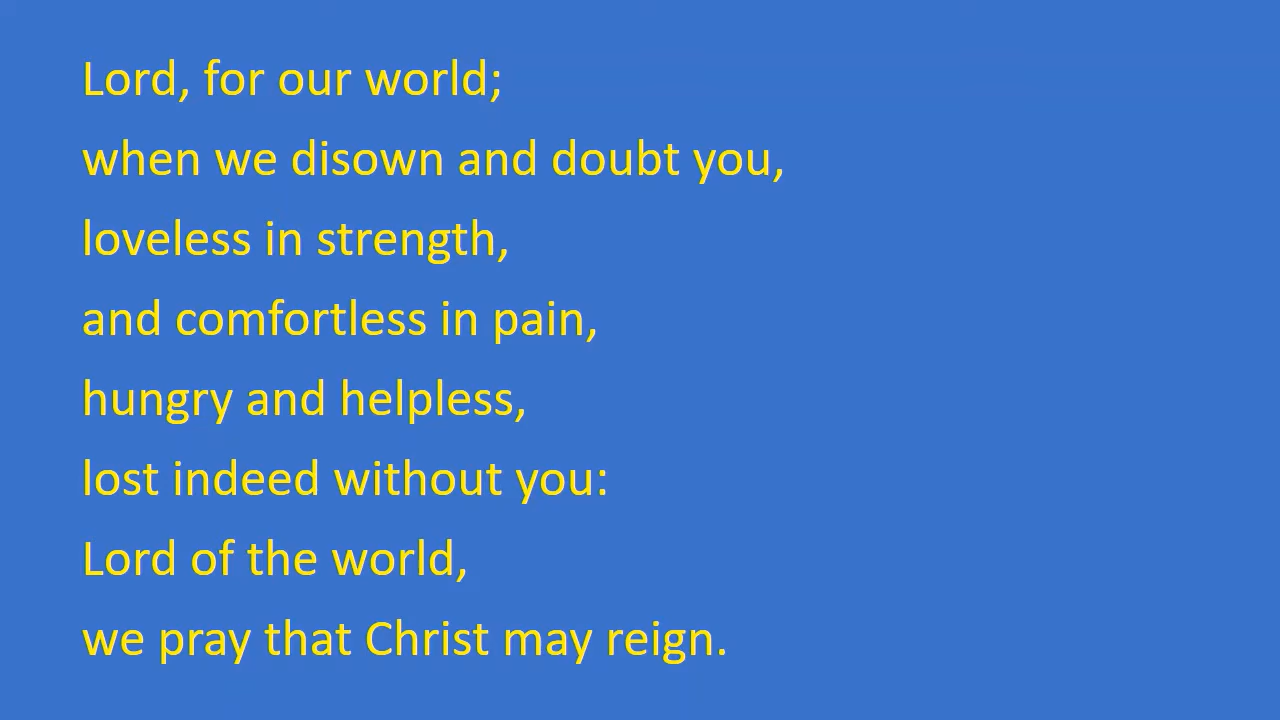 Lord, for our world;
when we disown and doubt you,
loveless in strength,
and comfortless in pain,
hungry and helpless,
lost indeed without you:
Lord of the world,
we pray that Christ may reign.